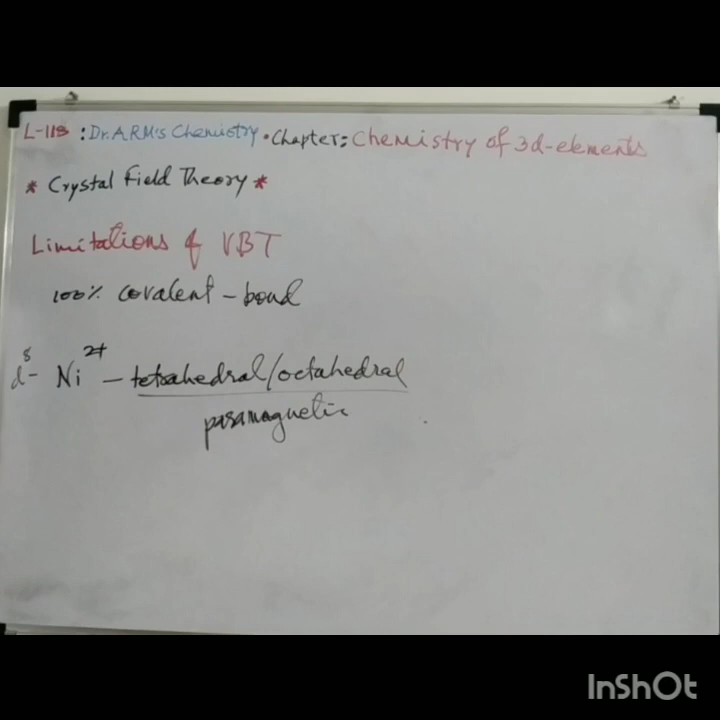 L-118 : Dr. ARM's Chemistry • Chapter: Chemistry of 3d-elements
* Crystal Field Theory *
Limitations of VBT
100% covalent - bond
d⁸- Ni²⁺ - tetrahedral/octahedral
paramagnetic
InShOt